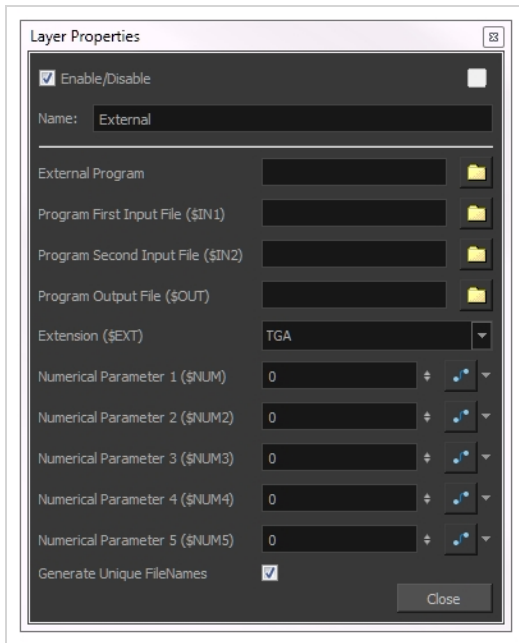 Layer Properties
Enable/Disable
Name: External
External Program
Program First Input File ($IN1)
Program Second Input File ($IN2)
Program Output File ($OUT)
Extension ($EXT) TGA
Numerical Parameter 1 ($NUM) 0
Numerical Parameter 2 ($NUM2) 0
Numerical Parameter 3 ($NUM3) 0
Numerical Parameter 4 ($NUM4) 0
Numerical Parameter 5 ($NUM5) 0
Generate Unique FileNames
Close